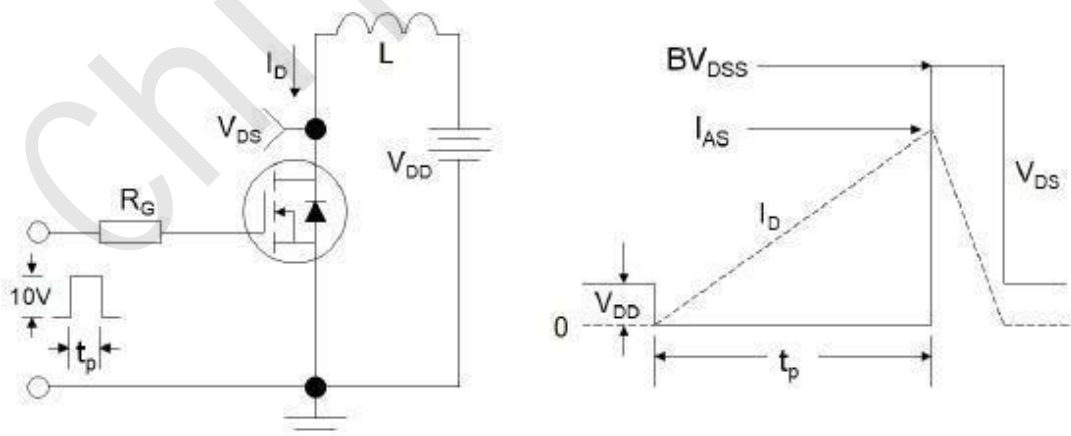 I_D
L
V_DS
V_DD
R_G
10V
t_p
BV_DSS
I_AS
V_DS
I_D
V_DD
0
t_p